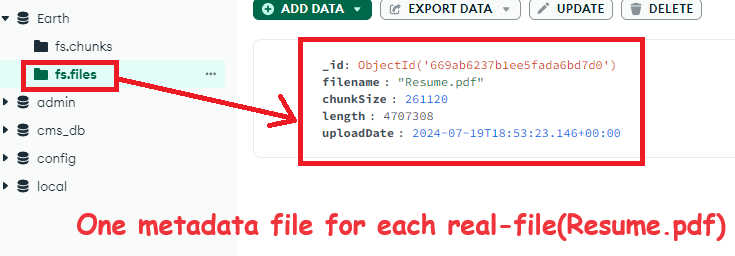 Earth
fs.chunks
fs.files
admin
cms_db
config
local
ADD DATA
EXPORT DATA
UPDATE
DELETE
_id: ObjectId('669ab6237b1ee5fada6bd7d0')
filename : "Resume.pdf"
chunkSize : 261120
length : 4707308
uploadDate : 2024-07-19T18:53:23.146+00:00
One metadata file for each real-file(Resume.pdf)